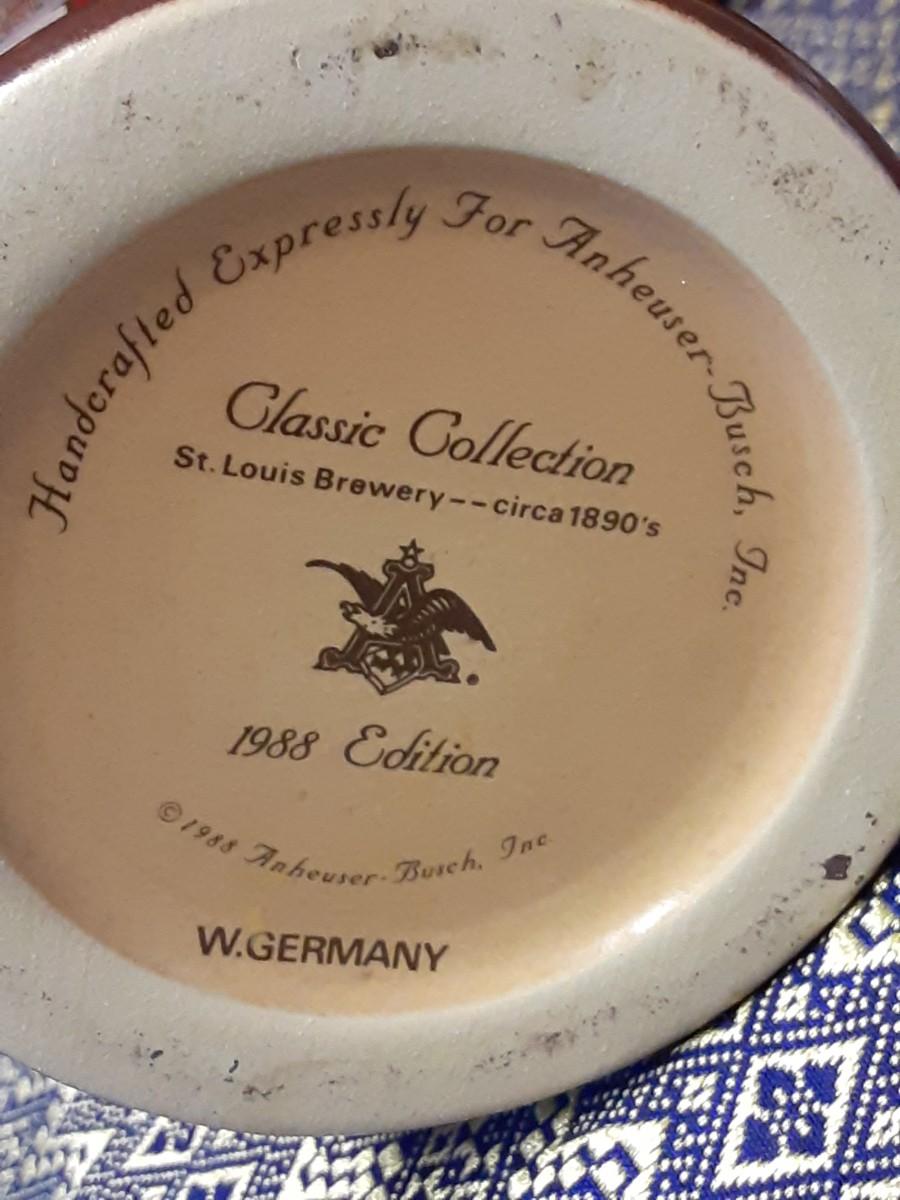 Handcrafted Expressly For Anheuser-Busch, Inc.
Classic Collection
St. Louis Brewery--circa 1890's
A
1988 Edition
© 1988 Anheuser-Busch, Inc.
W.GERMANY